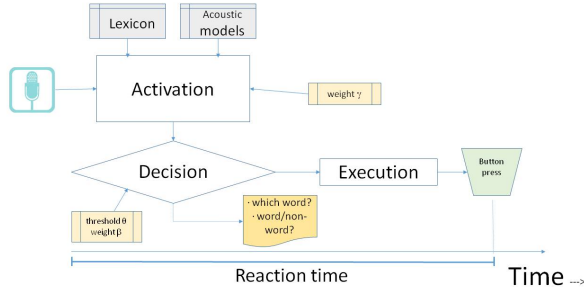 Lexicon
Acoustic
models
Activation
weight γ
Decision
Execution
Button
press
threshold θ
weight β
· which word?
· word/non-
word?
Reaction time
Time --->